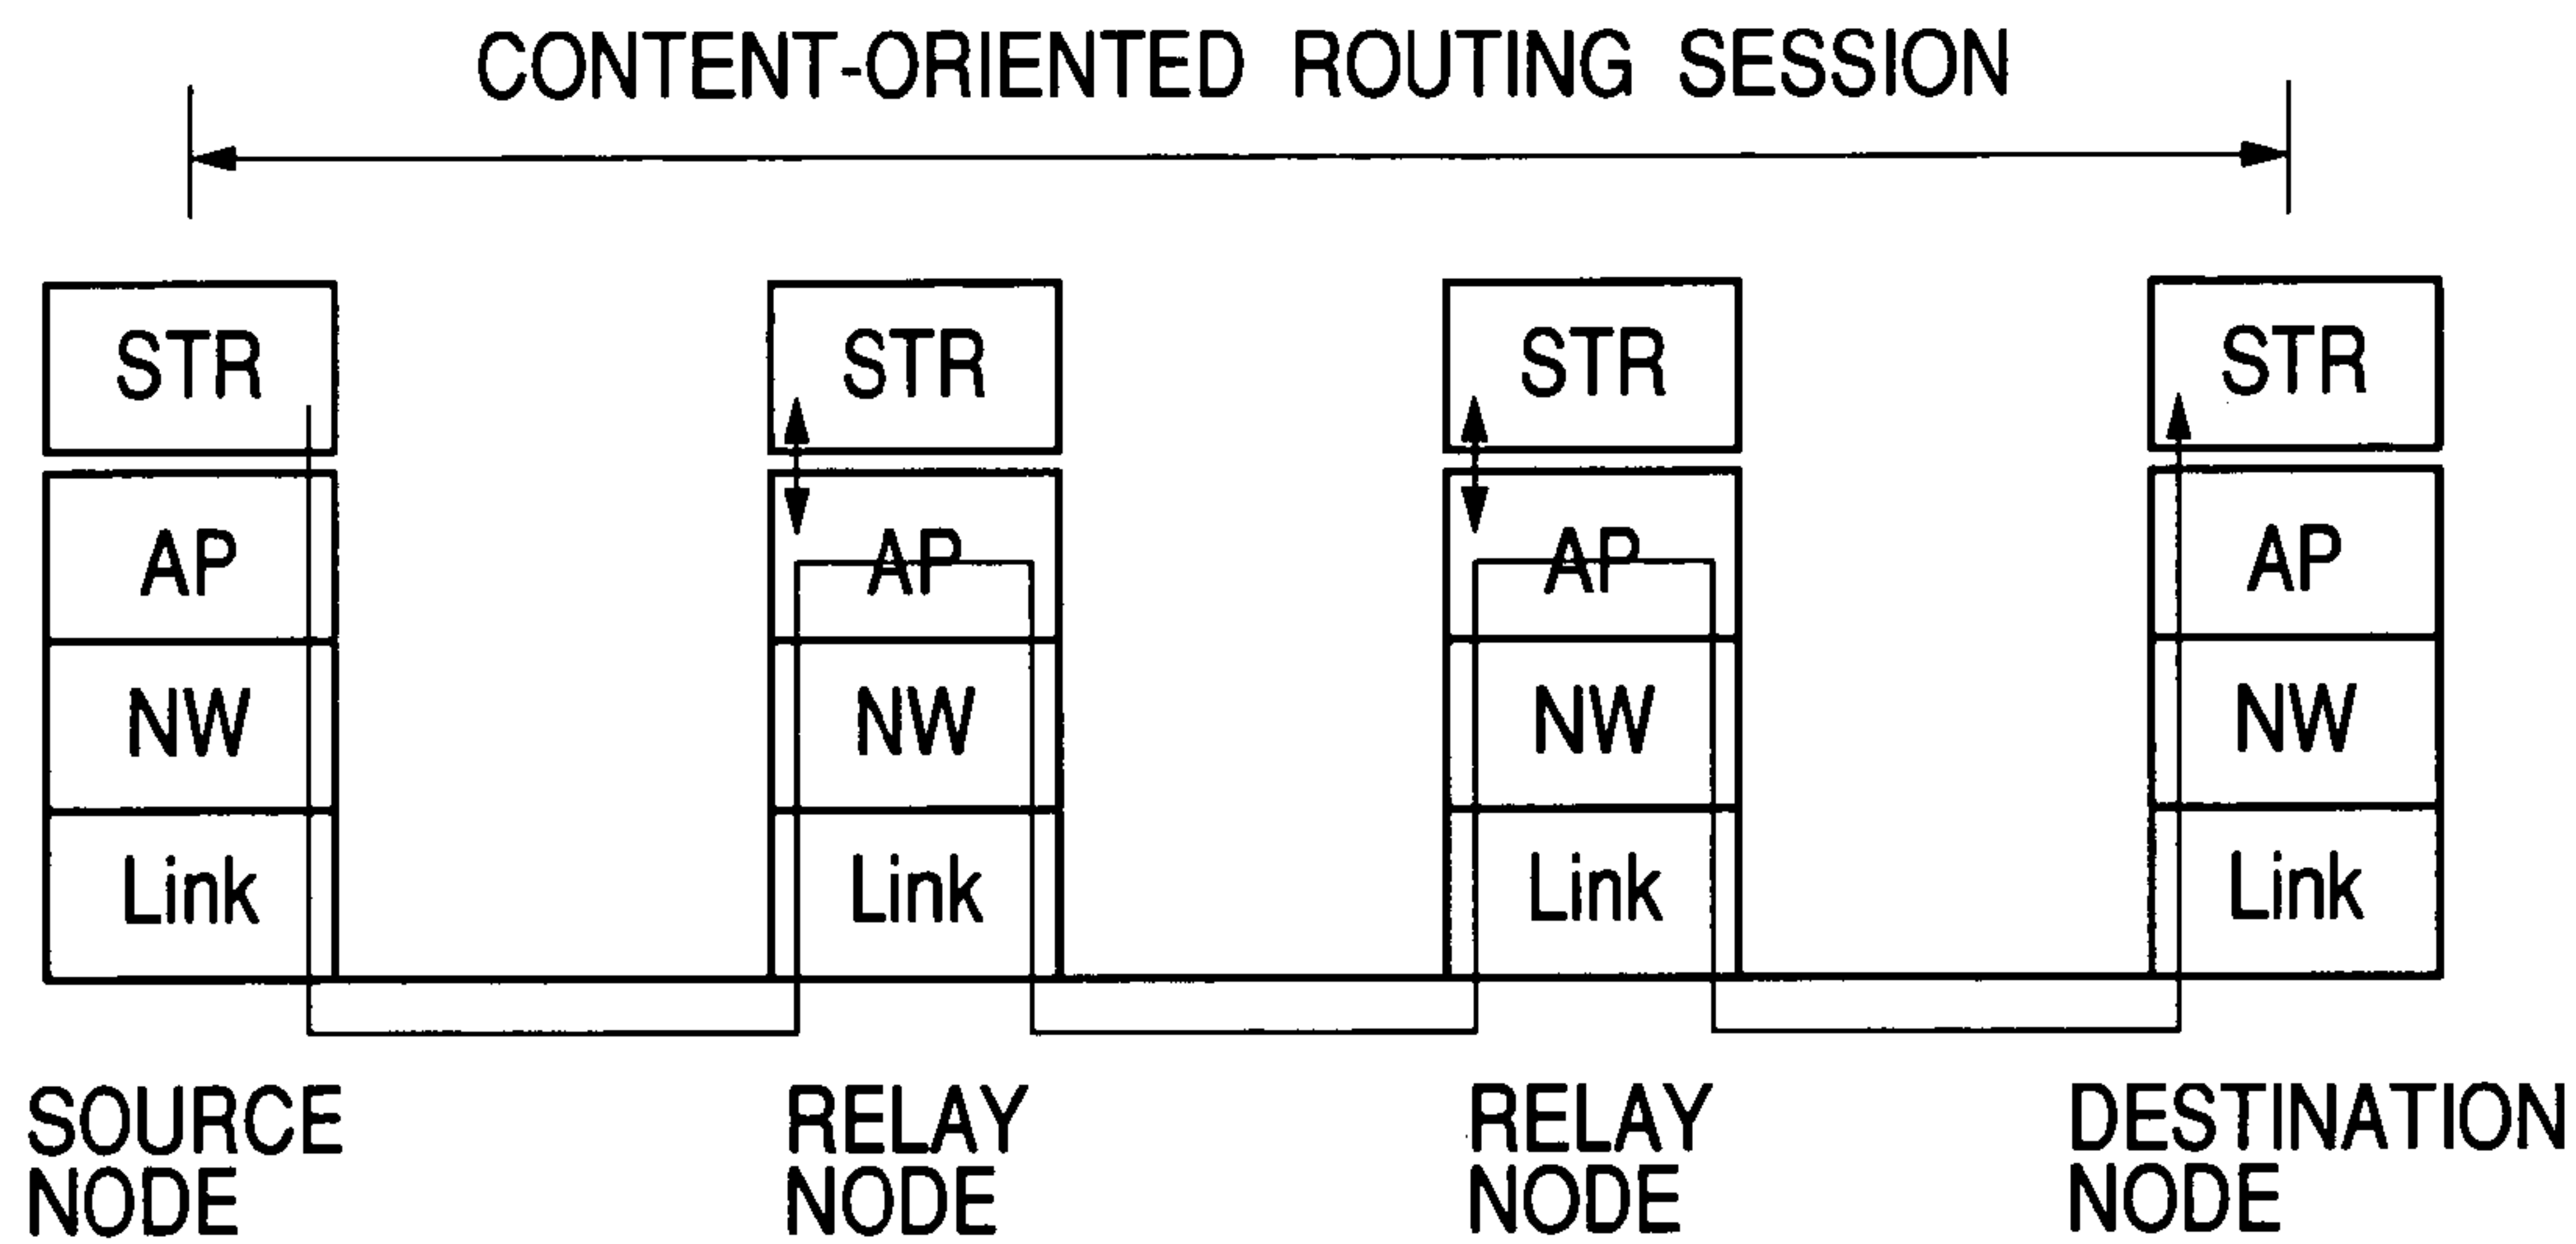 CONTENT-ORIENTED ROUTING SESSION
STR STR STR STR
AP AP AP AP
NW NW NW NW
Link Link Link Link
SOURCE NODE
RELAY NODE
RELAY NODE
DESTINATION NODE